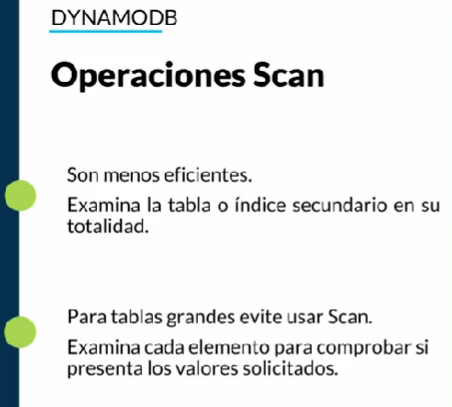 DYNAMODB
Operaciones Scan
Son menos eficientes.
Examina la tabla o índice secundario en su
totalidad.
Para tablas grandes evite usar Scan.
Examina cada elemento para comprobar si
presenta los valores solicitados.